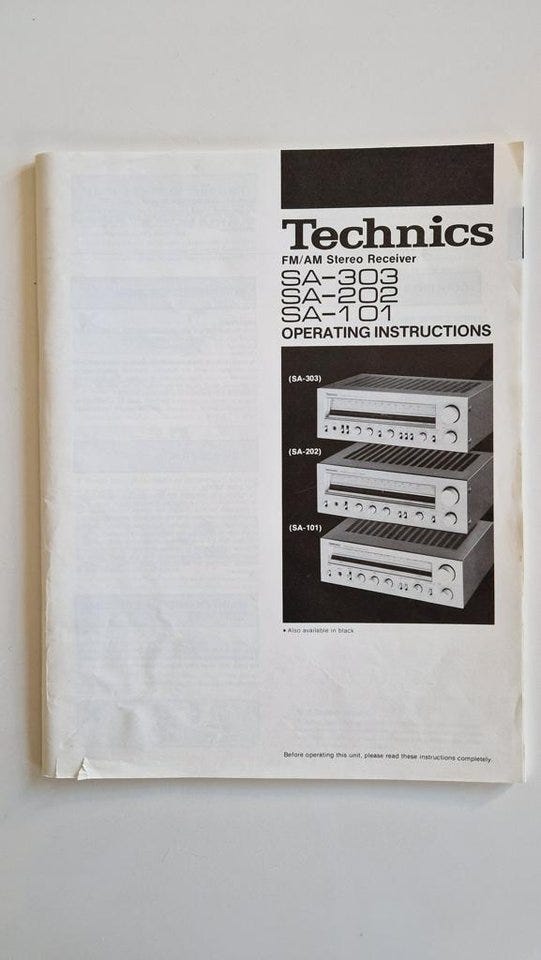 Technics
FM/AM Stereo Receiver
SA-303
SA-202
SA-101
OPERATING INSTRUCTIONS
(SA-303)
(SA-202)
(SA-101)
• Also available in black
Before operating this unit, please read these instructions completely.